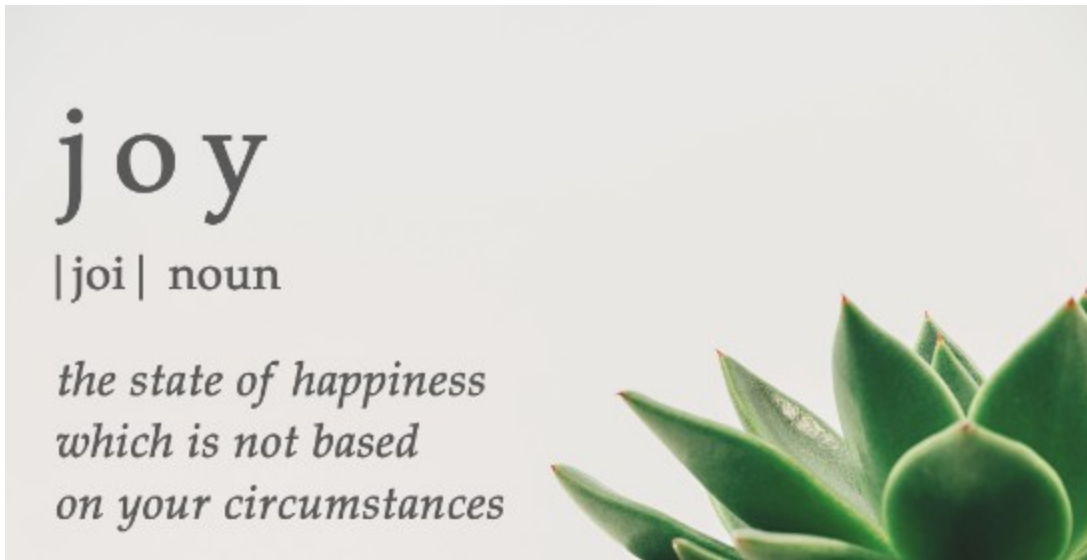 joy
|joi| noun
the state of happiness
which is not based
on your circumstances